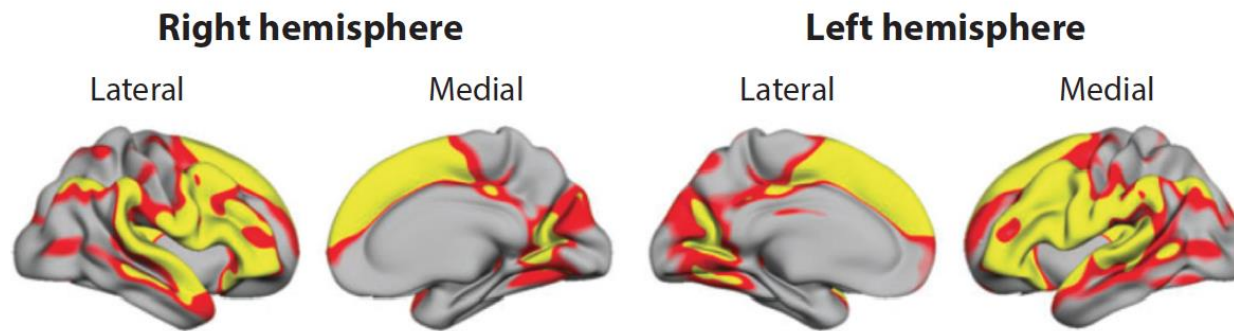 Right hemisphere
Left hemisphere
Lateral
Medial
Lateral
Medial